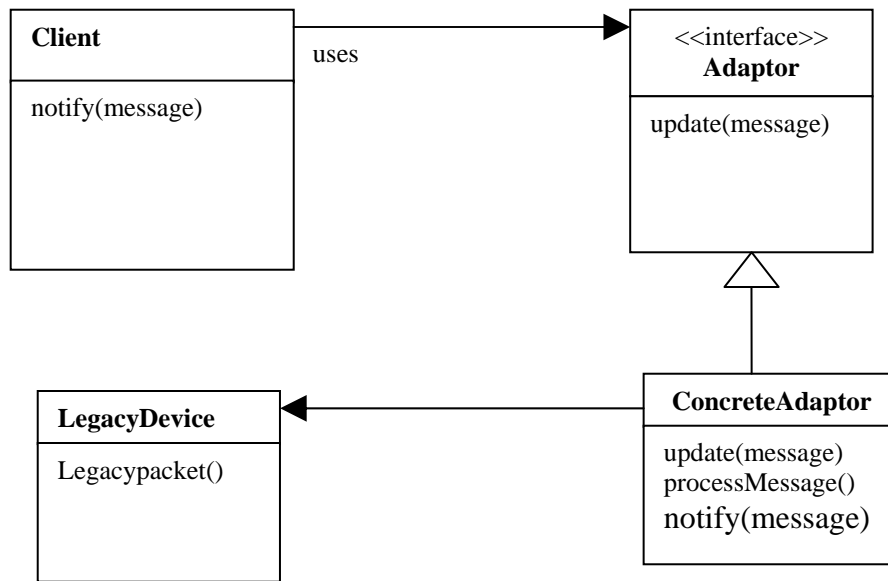 Client
notify(message)
uses
<<interface>>
Adaptor
update(message)
LegacyDevice
Legacypacket()
ConcreteAdaptor
update(message)
processMessage()
notify(message)